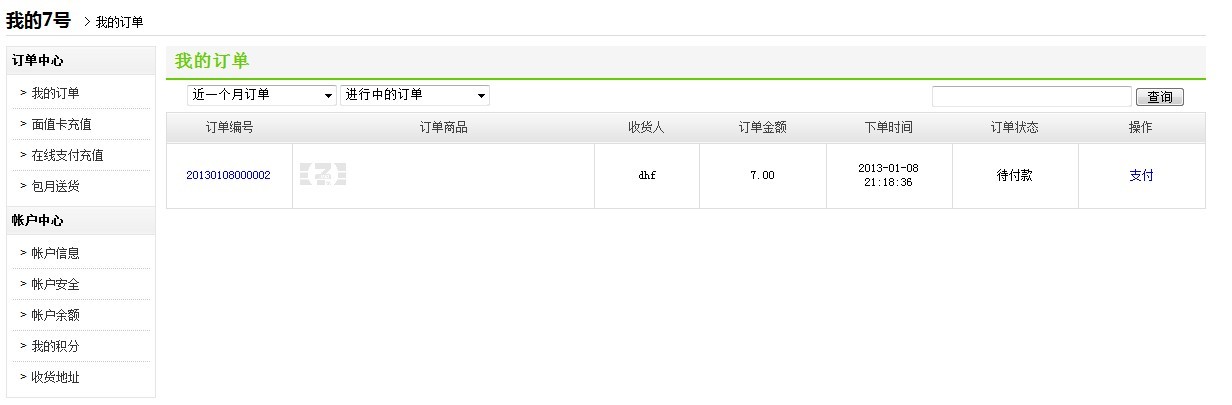 我的7号 > 我的订单
订单中心
> 我的订单
> 面值卡充值
> 在线支付充值
> 包月送货
帐户中心
> 帐户信息
> 帐户安全
> 帐户余额
> 我的积分
> 收货地址
我的订单
近一个月订单 进行中的订单 查询
订单编号 订单商品 收货人 订单金额 下单时间 订单状态 操作
20130108000002 dhf 7.00 2013-01-08 待付款 支付
21:18:36